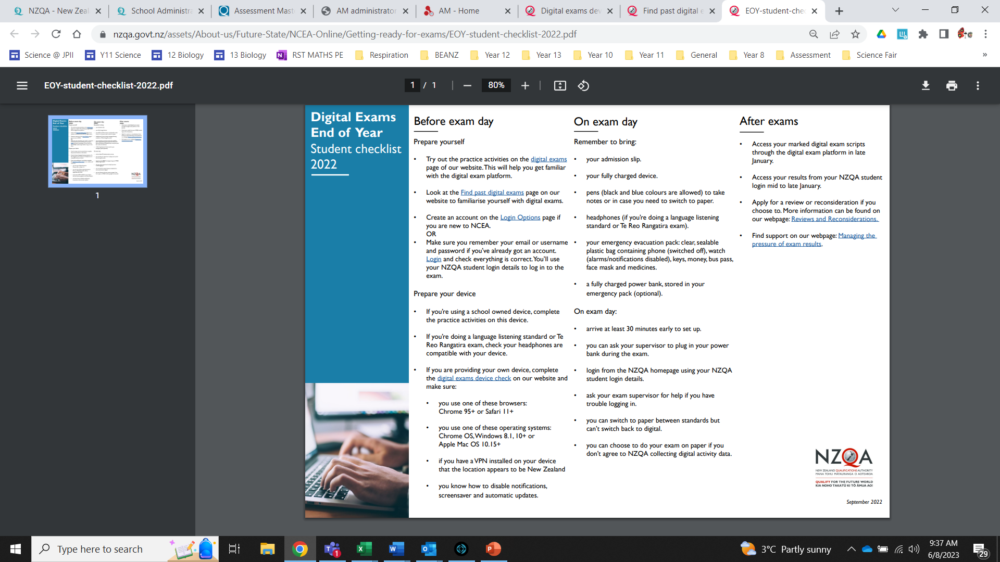 NZQA - New Zeal
School Administra
Assessment Mast
AM administrator
AM - Home
Digital exams dev
Find past digital e
EOY-student-chec
nzqa.govt.nz/assets/About-us/Future-State/NCEA-Online/Getting-ready-for-exams/EOY-student-checklist-2022.pdf
Science @ JPII
Y11 Science
12 Biology
13 Biology
RST MATHS PE
Respiration
BEANZ
Year 12
Year 13
Year 10
Year 11
General
Year 8
Assessment
Science Fair
»
EOY-student-checklist-2022.pdf
1 / 1
80%
1
Digital Exams
End of Year
Student checklist
2022
Before exam day
Prepare yourself
• Try out the practice activities on the digital exams
page of our website. This will help you get familiar
with the digital exam platform.
• Look at the Find past digital exams page on our
website to familiarise yourself with digital exams.
• Create an account on the Login Options page if
you are new to NCEA.
OR
• Make sure you remember your email or username
and password if you've already got an account.
Login and check everything is correct. You'll use
your NZQA student login details to log in to the
exam.
Prepare your device
• If you're using a school owned device, complete
the practice activities on this device.
• If you're doing a language listening standard or Te
Reo Rangatira exam, check your headphones are
compatible with your device.
• If you are providing your own device, complete
the digital exams device check on our website and
make sure:
• you use one of these browsers:
Chrome 95+ or Safari 11+
• you use one of these operating systems:
Chrome OS, Windows 8.1, 10+ or
Apple Mac OS 10.15+
• if you have a VPN installed on your device
that the location appears to be New Zealand
• you know how to disable notifications,
screensaver and automatic updates.
On exam day
Remember to bring:
• your admission slip.
• your fully charged device.
• pens (black and blue colours are allowed) to take
notes or in case you need to switch to paper.
• headphones (if you're doing a language listening
standard or Te Reo Rangatira exam).
• your emergency evacuation pack: clear, sealable
plastic bag containing phone (switched off), watch
(alarms/notifications disabled), keys, money, bus pass,
face mask and medicines.
• a fully charged power bank, stored in your
emergency pack (optional).
On exam day:
• arrive at least 30 minutes early to set up.
• you can ask your supervisor to plug in your power
bank during the exam.
• login from the NZQA homepage using your NZQA
student login details.
• ask your exam supervisor for help if you have
trouble logging in.
• you can switch to paper between standards but
can't switch back to digital.
• you can choose to do your exam on paper if you
don't agree to NZQA collecting digital activity data.
After exams
• Access your marked digital exam scripts
through the digital exam platform in late
January.
• Access your results from your NZQA student
login mid to late January.
• Apply for a review or reconsideration if you
choose to. More information can be found on
our webpage: Reviews and Reconsiderations.
• Find support on our webpage: Managing the
pressure of exam results.
NZQA
NEW ZEALAND QUALIFICATIONS AUTHORITY
MANA TOHU MĀTAURANGA O AOTEAROA
QUALIFY FOR THE FUTURE WORLD
KIA NOHO TAKATŪ KI TŌ ĀMUA AO!
September 2022
Type here to search
1
3°C Partly sunny
9:37 AM
6/8/2023
29